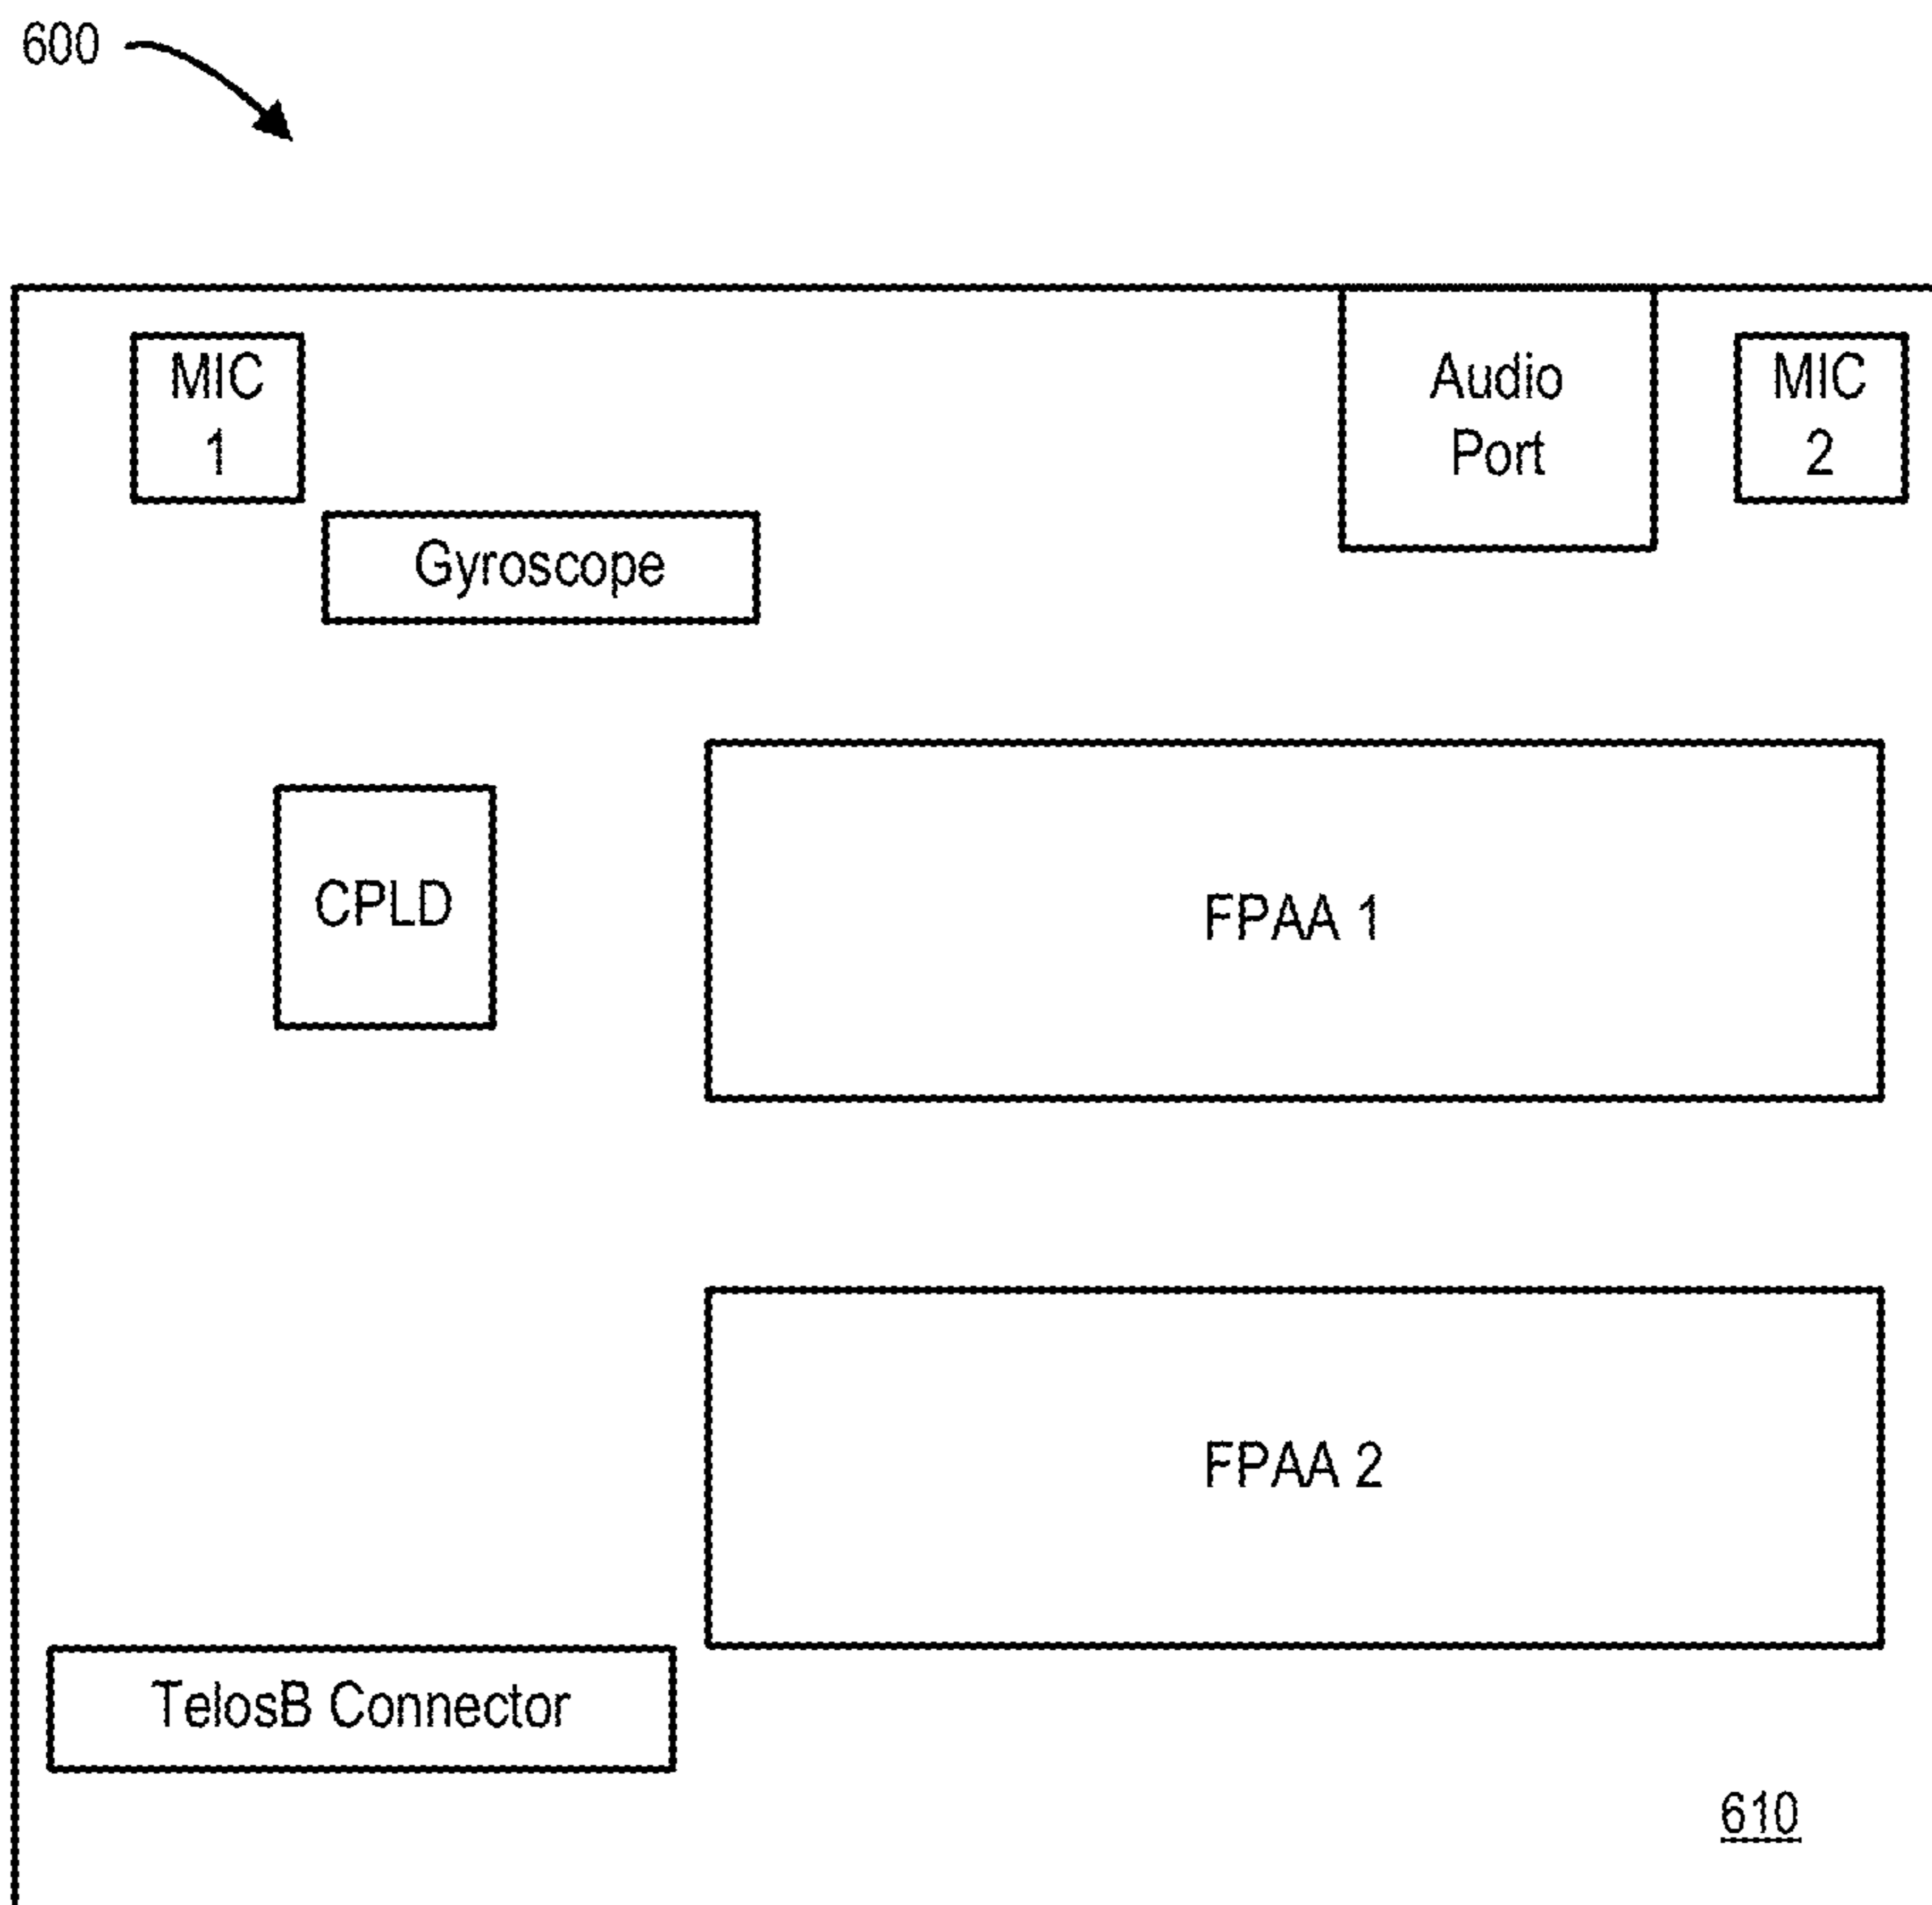 600
MIC
1
Audio
Port
MIC
2
Gyroscope
CPLD
FPAA 1
FPAA 2
TelosB Connector
610